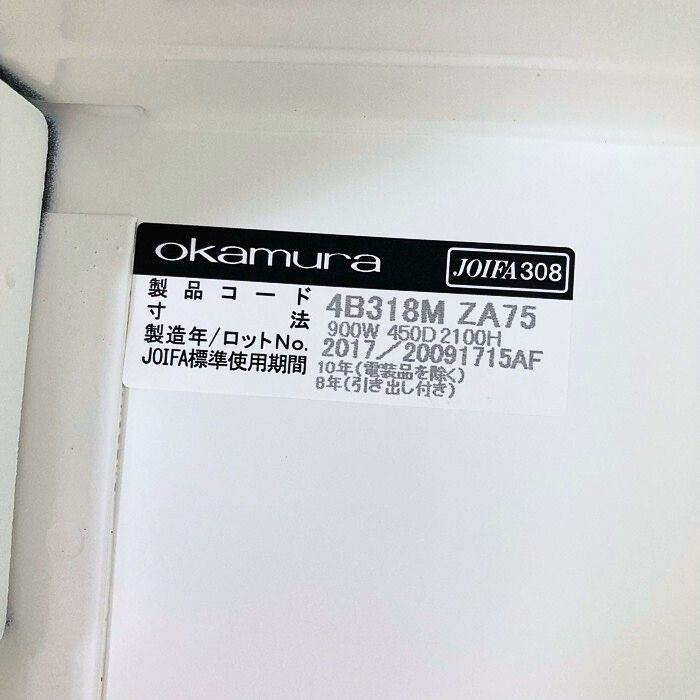 okamura JOIFA308
製品コード 4B318M ZA75
寸法 900W 450D 2100H
製造年/ロットNo. 2017/20091715AF
JOIFA標準使用期間 10年(電装品を除く)
8年(引き出し付き)